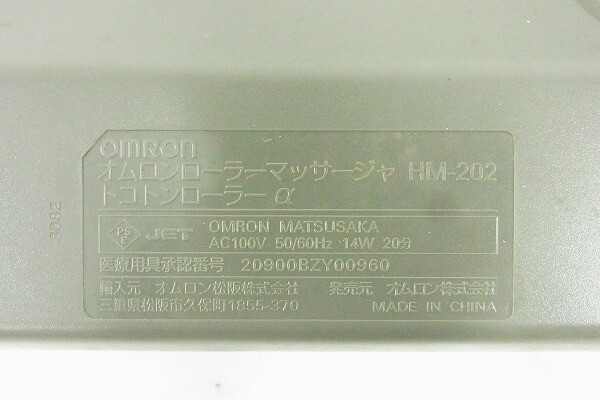 OMRON
オムロンローラーマッサージャ HM-202
トコトンローラー α
PS E JET OMRON MATSUSAKA
AC100V 50/60Hz 14W 20分
医療用具承認番号 20900BZY00960
輸入元 オムロン松阪株式会社 発売元 オムロン株式会社
三重県松阪市久保町1855-370 MADE IN CHINA